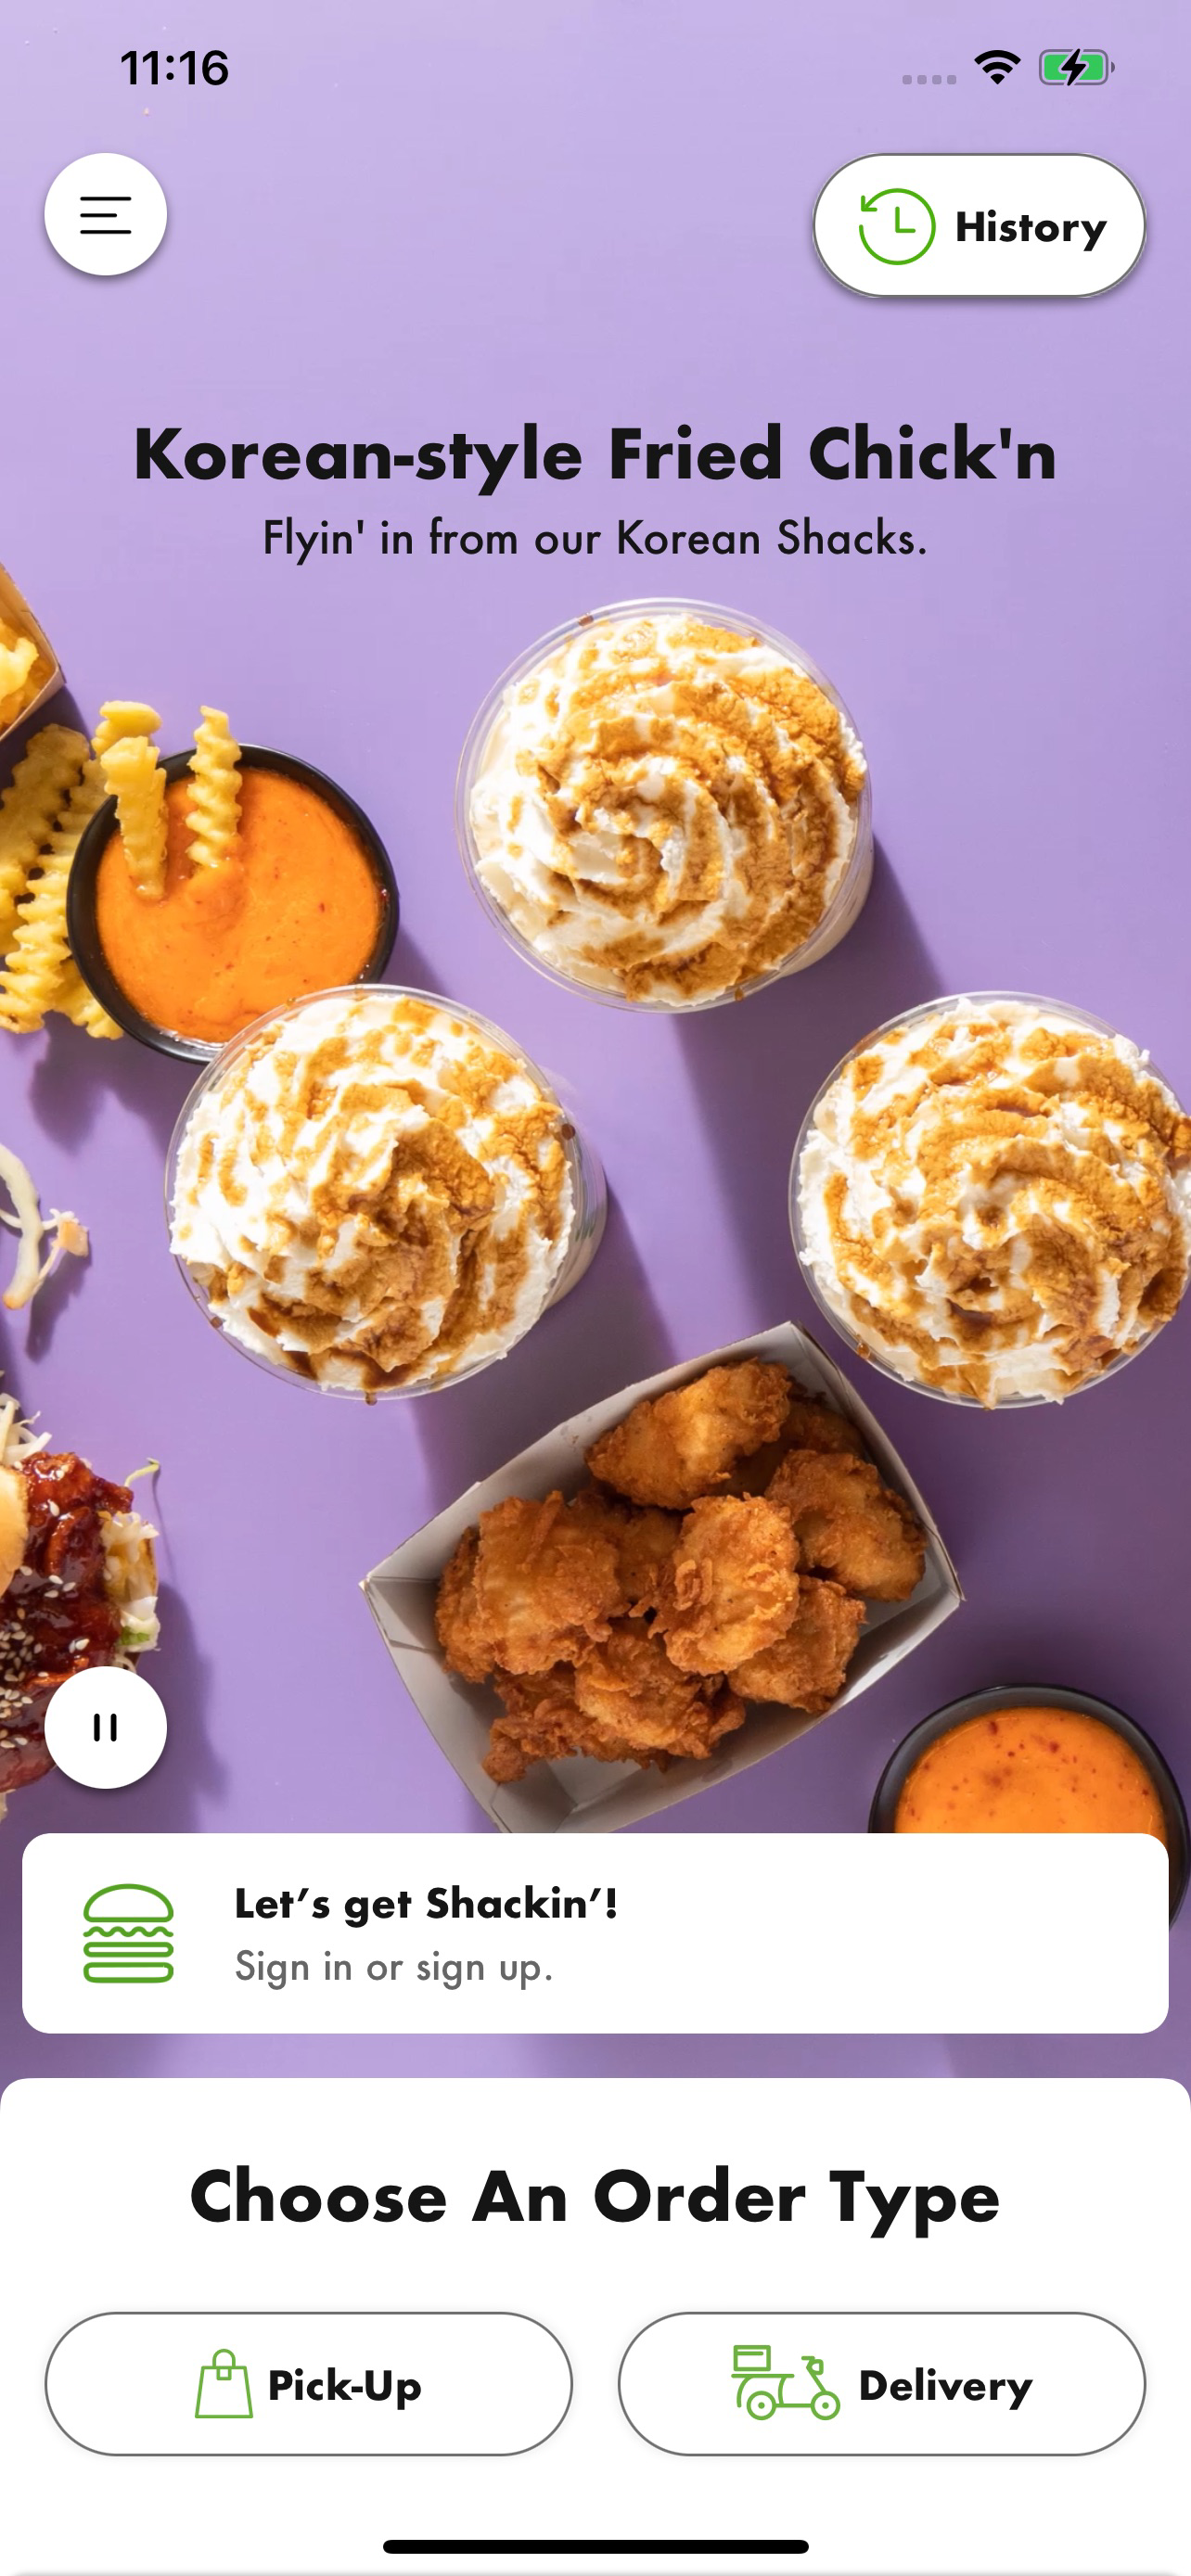 11:16
History
Korean-style Fried Chick'n
Flyin' in from our Korean Shacks.
Let’s get Shackin’!
Sign in or sign up.
Choose An Order Type
Pick-Up
Delivery